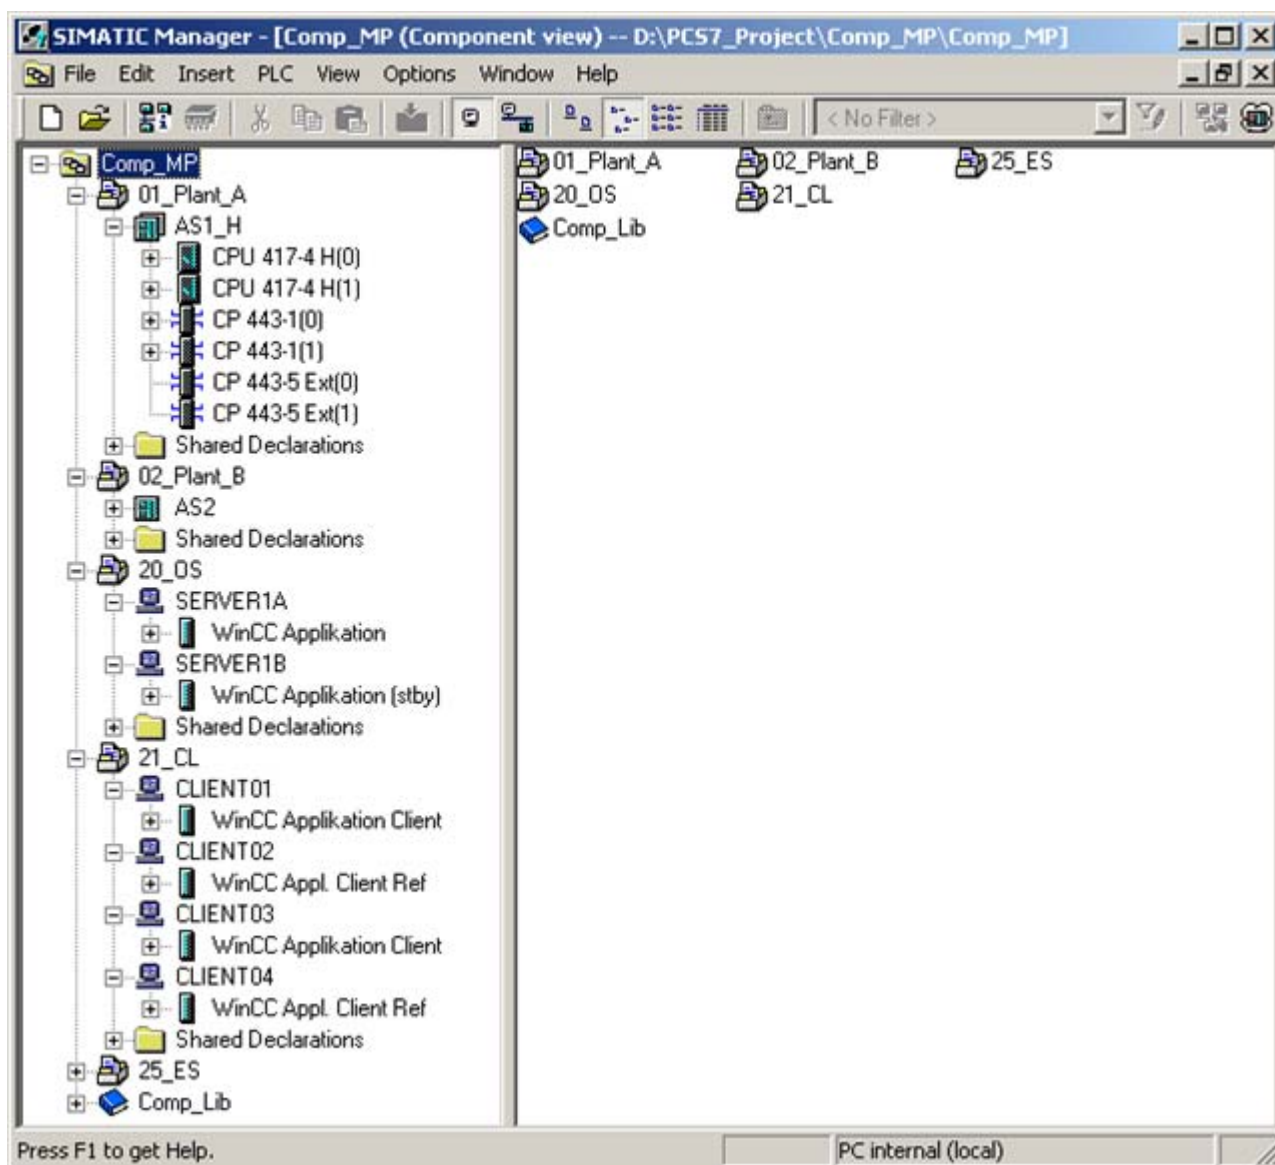 SIMATIC Manager - [Comp_MP (Component view) -- D:\PCS7_Project\Comp_MP\Comp_MP]
File Edit Insert PLC View Options Window Help
< No Filter >
Comp_MP
01_Plant_A
AS1_H
CPU 417-4 H(0)
CPU 417-4 H(1)
CP 443-1(0)
CP 443-1(1)
CP 443-5 Ext(0)
CP 443-5 Ext(1)
Shared Declarations
02_Plant_B
AS2
Shared Declarations
20_OS
SERVER1A
WinCC Applikation
SERVER1B
WinCC Applikation (stby)
Shared Declarations
21_CL
CLIENT01
WinCC Applikation Client
CLIENT02
WinCC Appl. Client Ref
CLIENT03
WinCC Applikation Client
CLIENT04
WinCC Appl. Client Ref
Shared Declarations
25_ES
Comp_Lib
01_Plant_A 02_Plant_B 25_ES
20_OS 21_CL
Comp_Lib
Press F1 to get Help. PC internal (local)